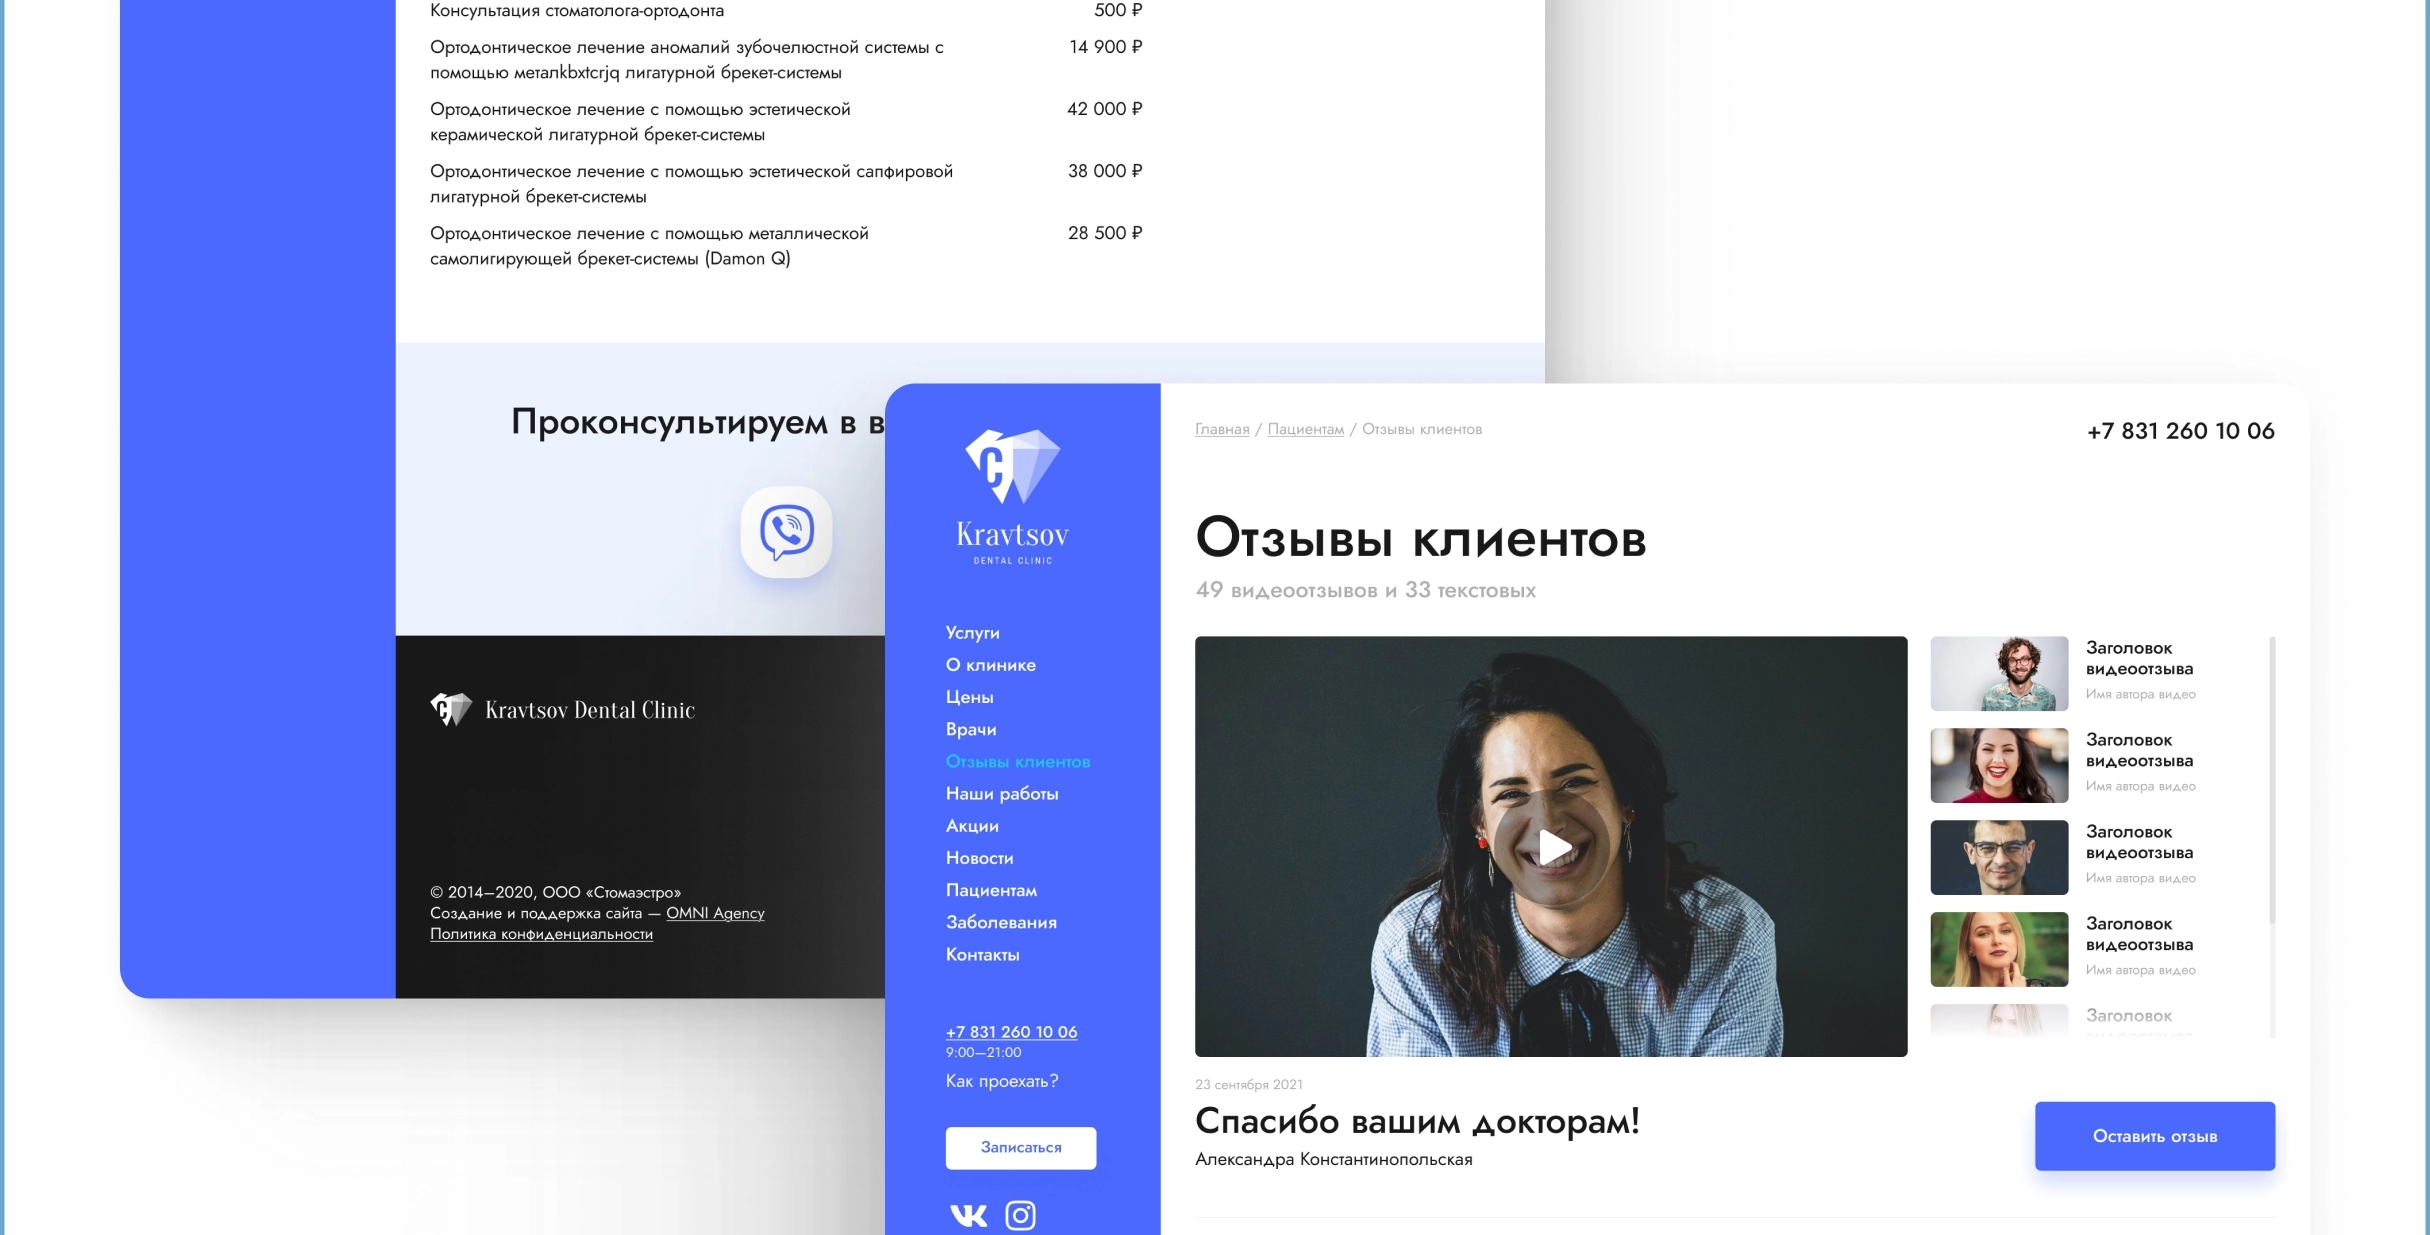 Консультация стоматолога-ортодонта 500 ₽
Ортодонтическое лечение аномалий зубочелюстной системы с 14 900 ₽
помощью металkbxtcrjq лигатурной брекет-системы
Ортодонтическое лечение с помощью эстетической 42 000 ₽
керамической лигатурной брекет-системы
Ортодонтическое лечение с помощью эстетической сапфировой 38 000 ₽
лигатурной брекет-системы
Ортодонтическое лечение с помощью металлической 28 500 ₽
самолигирующей брекет-системы (Damon Q)
Проконсультируем в в
Kravtsov Dental Clinic
© 2014–2020, ООО «Стомаэстро»
Создание и поддержка сайта — OMNI Agency
Политика конфиденциальности
Kravtsov
DENTAL CLINIC
Услуги
О клинике
Цены
Врачи
Отзывы клиентов
Наши работы
Акции
Новости
Пациентам
Заболевания
Контакты
+7 831 260 10 06
9:00—21:00
Как проехать?
Записаться
Главная / Пациентам / Отзывы клиентов
+7 831 260 10 06
Отзывы клиентов
49 видеоотзывов и 33 текстовых
Заголовок
видеоотзыва
Имя автора видео
Заголовок
видеоотзыва
Имя автора видео
Заголовок
видеоотзыва
Имя автора видео
Заголовок
видеоотзыва
Имя автора видео
Заголовок
23 сентября 2021
Спасибо вашим докторам!
Александра Константинопольская
Оставить отзыв